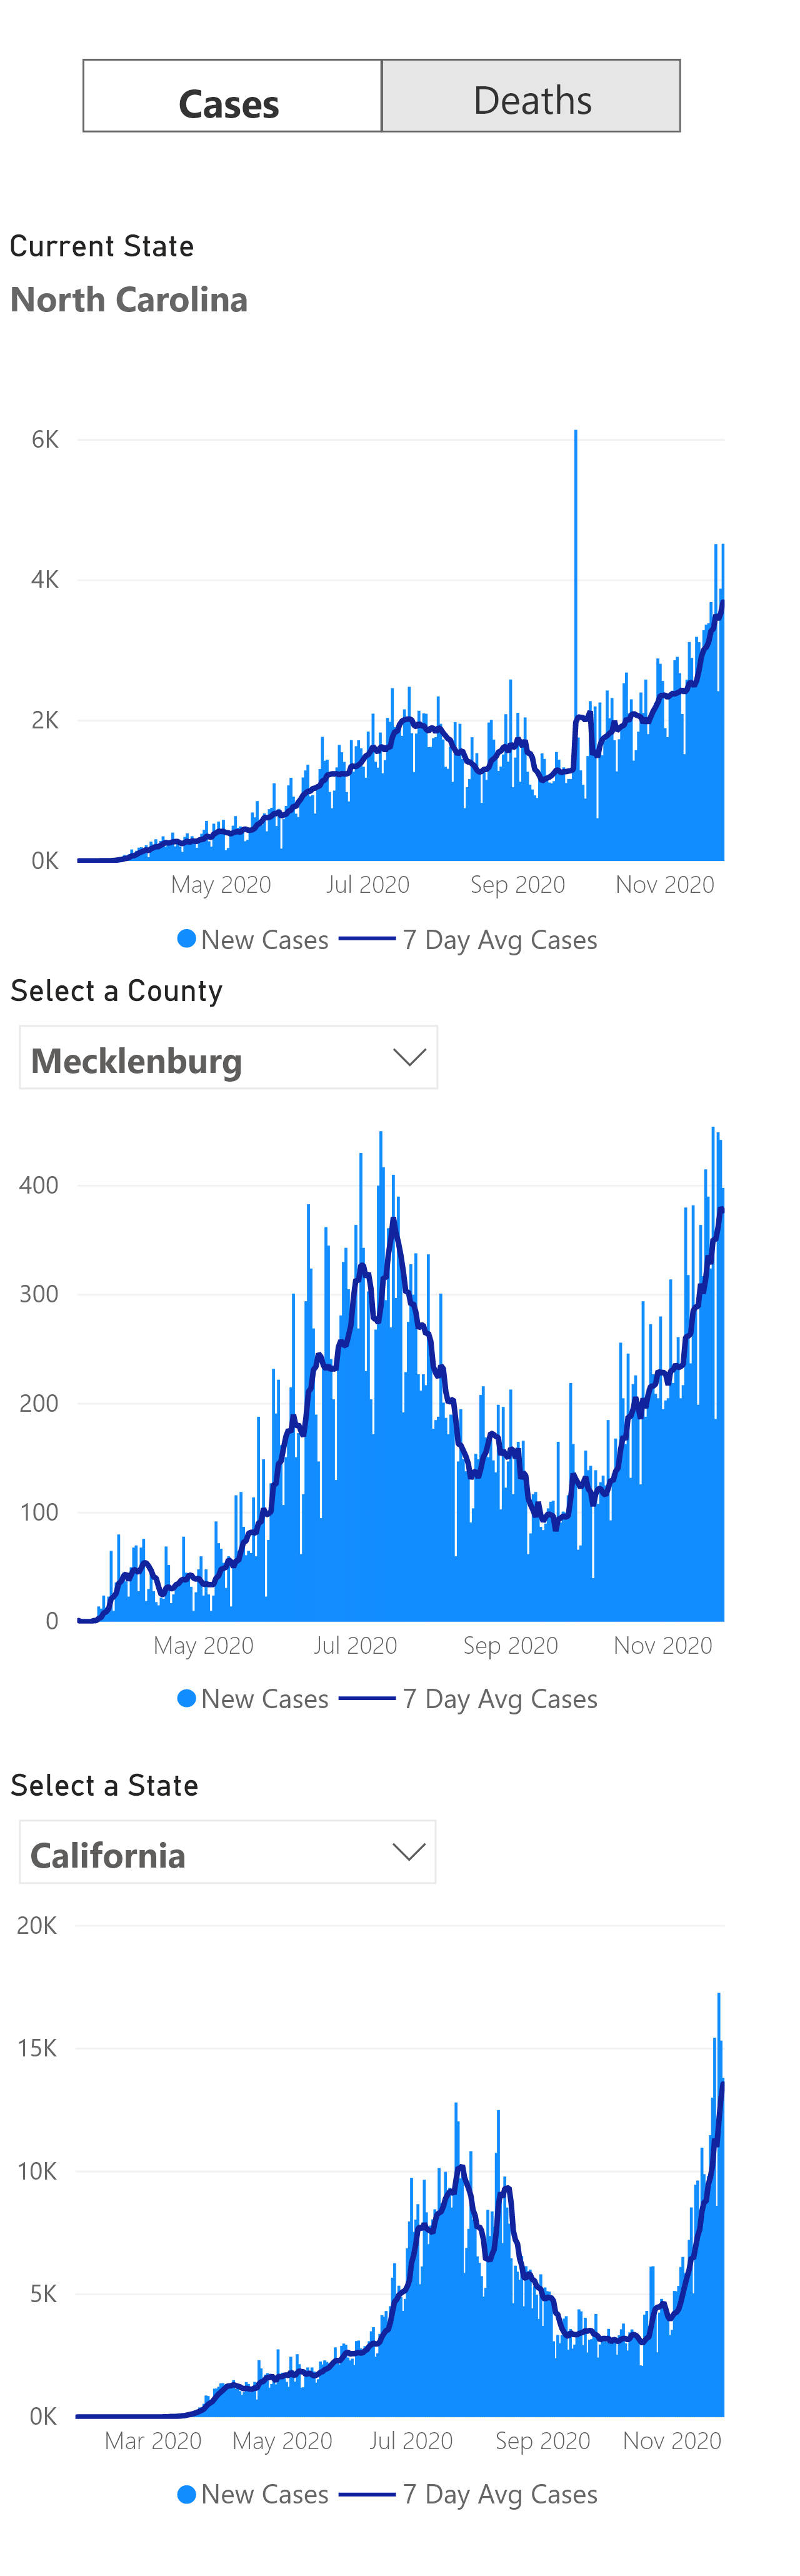 Cases Deaths
Current State
North Carolina
6K
4K
2K
0K
May 2020 Jul 2020 Sep 2020 Nov 2020
New Cases 7 Day Avg Cases
Select a County
Mecklenburg
400
300
200
100
0
May 2020 Jul 2020 Sep 2020 Nov 2020
New Cases 7 Day Avg Cases
Select a State
California
20K
15K
10K
5K
0K
Mar 2020 May 2020 Jul 2020 Sep 2020 Nov 2020
New Cases 7 Day Avg Cases